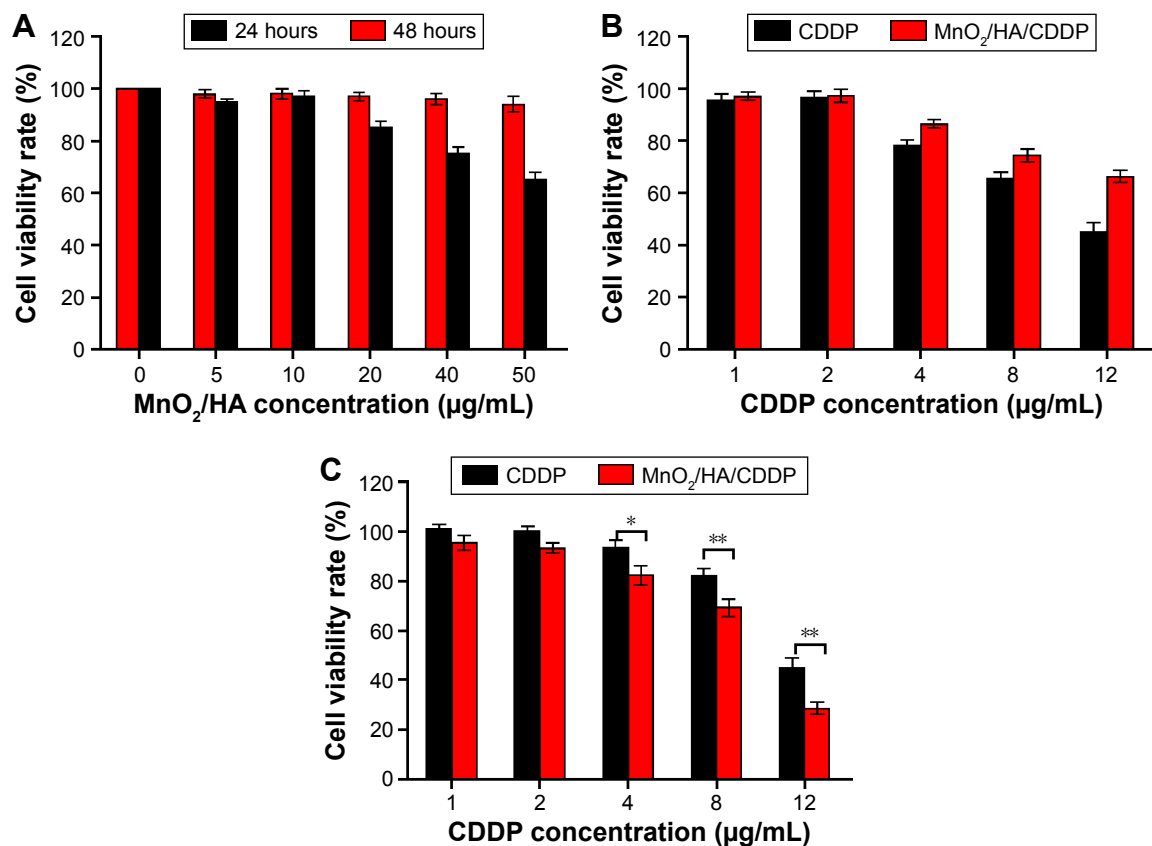 A
24 hours 48 hours
Cell viability rate (%)
120
100
80
60
40
20
0
0 5 10 20 40 50
MnO₂/HA concentration (µg/mL)
B
CDDP MnO₂/HA/CDDP
Cell viability rate (%)
120
100
80
60
40
20
0
1 2 4 8 12
CDDP concentration (µg/mL)
C
CDDP MnO₂/HA/CDDP
Cell viability rate (%)
120
100
80
60
40
20
0
* ** **
1 2 4 8 12
CDDP concentration (µg/mL)